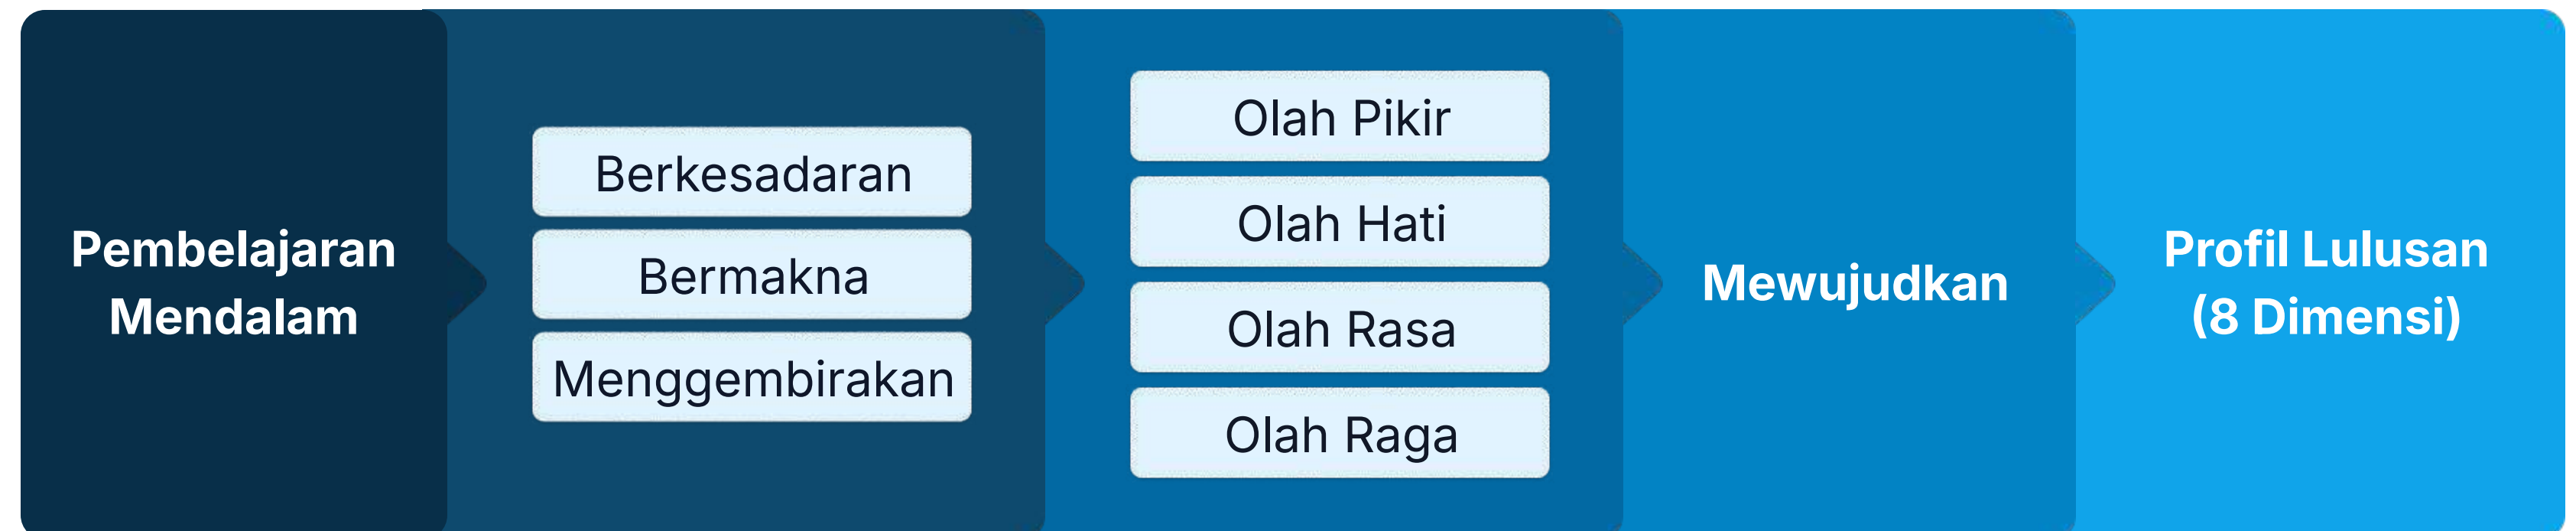 Pembelajaran
Mendalam
Berkesadaran
Bermakna
Menggembirakan
Olah Pikir
Olah Hati
Olah Rasa
Olah Raga
Mewujudkan
Profil Lulusan
(8 Dimensi)